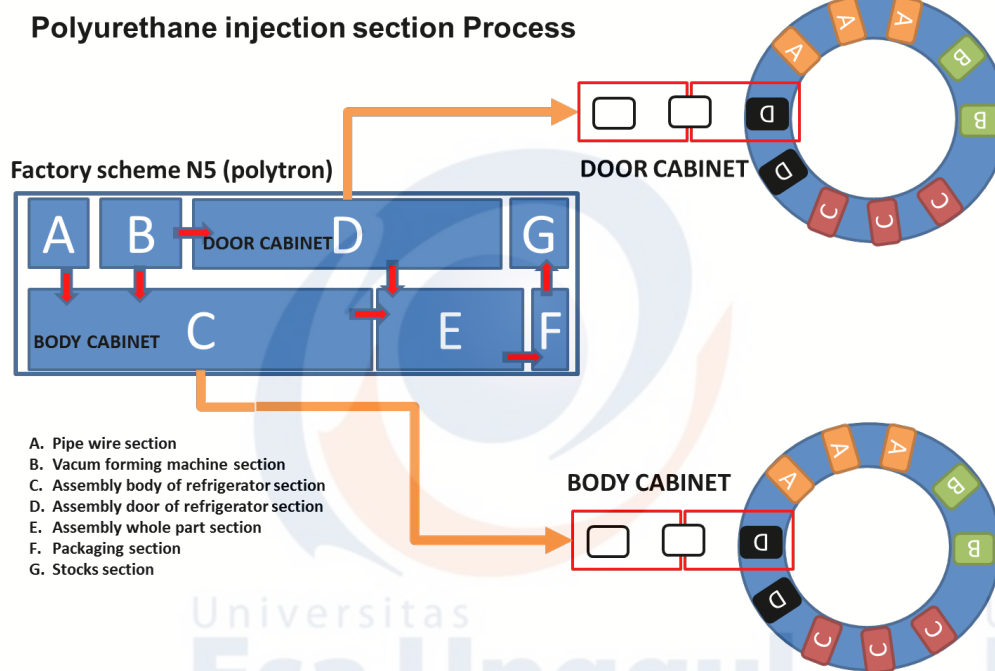 Polyurethane injection section Process
Factory scheme N5 (polytron)
A
B
DOOR CABINET
D
G
BODY CABINET
C
E
F
A. Pipe wire section
B. Vacum forming machine section
C. Assembly body of refrigerator section
D. Assembly door of refrigerator section
E. Assembly whole part section
F. Packaging section
G. Stocks section
DOOR CABINET
A
A
A
B
B
D
D
C
C
C
BODY CABINET
A
A
A
B
B
D
D
C
C
C
Universitas